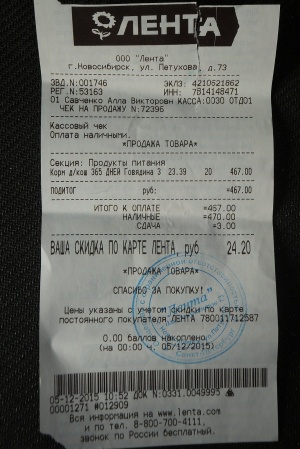 ЛЕНТА
ООО "Лента"
г.Новосибирск, ул. Петухова, д.73
ЗВД.N:001746 ЭКЛЗ: 4210621862
РЕГ.N:53163 ИНН: 7814148471
01 Савченко Алла Викторовн КАССА:0030 ОТД01
ЧЕК НА ПРОДАЖУ N:72396
Кассовый чек
Оплата наличными.
*ПРОДАЖА ТОВАРА*
Секция: Продукты питания
Корм д/кош 365 ДНЕЙ Говядина 3 23.39 20 467.00
ПОДИТОГ руб: =467.00
ИТОГО К ОПЛАТЕ =467.00
НАЛИЧНЫЕ =470.00
СДАЧА =3.00
ВАША СКИДКА ПО КАРТЕ ЛЕНТА, руб 24.20
*ПРОДАЖА ТОВАРА*
СПАСИБО ЗА ПОКУПКУ!
"Лента"
Цены указаны с учетом скидки по карте
постоянного покупателя ЛЕНТА 780011712587
0.00 баллов накоплено
(на 00:00 ч. 05/12/2015)
05-12-2015 10:52 ДОК N:0331.0049995
00001271 #012909
Вся информация на www.lenta.com
и по тел. 8-800-700-4111,
звонок по России бесплатный.